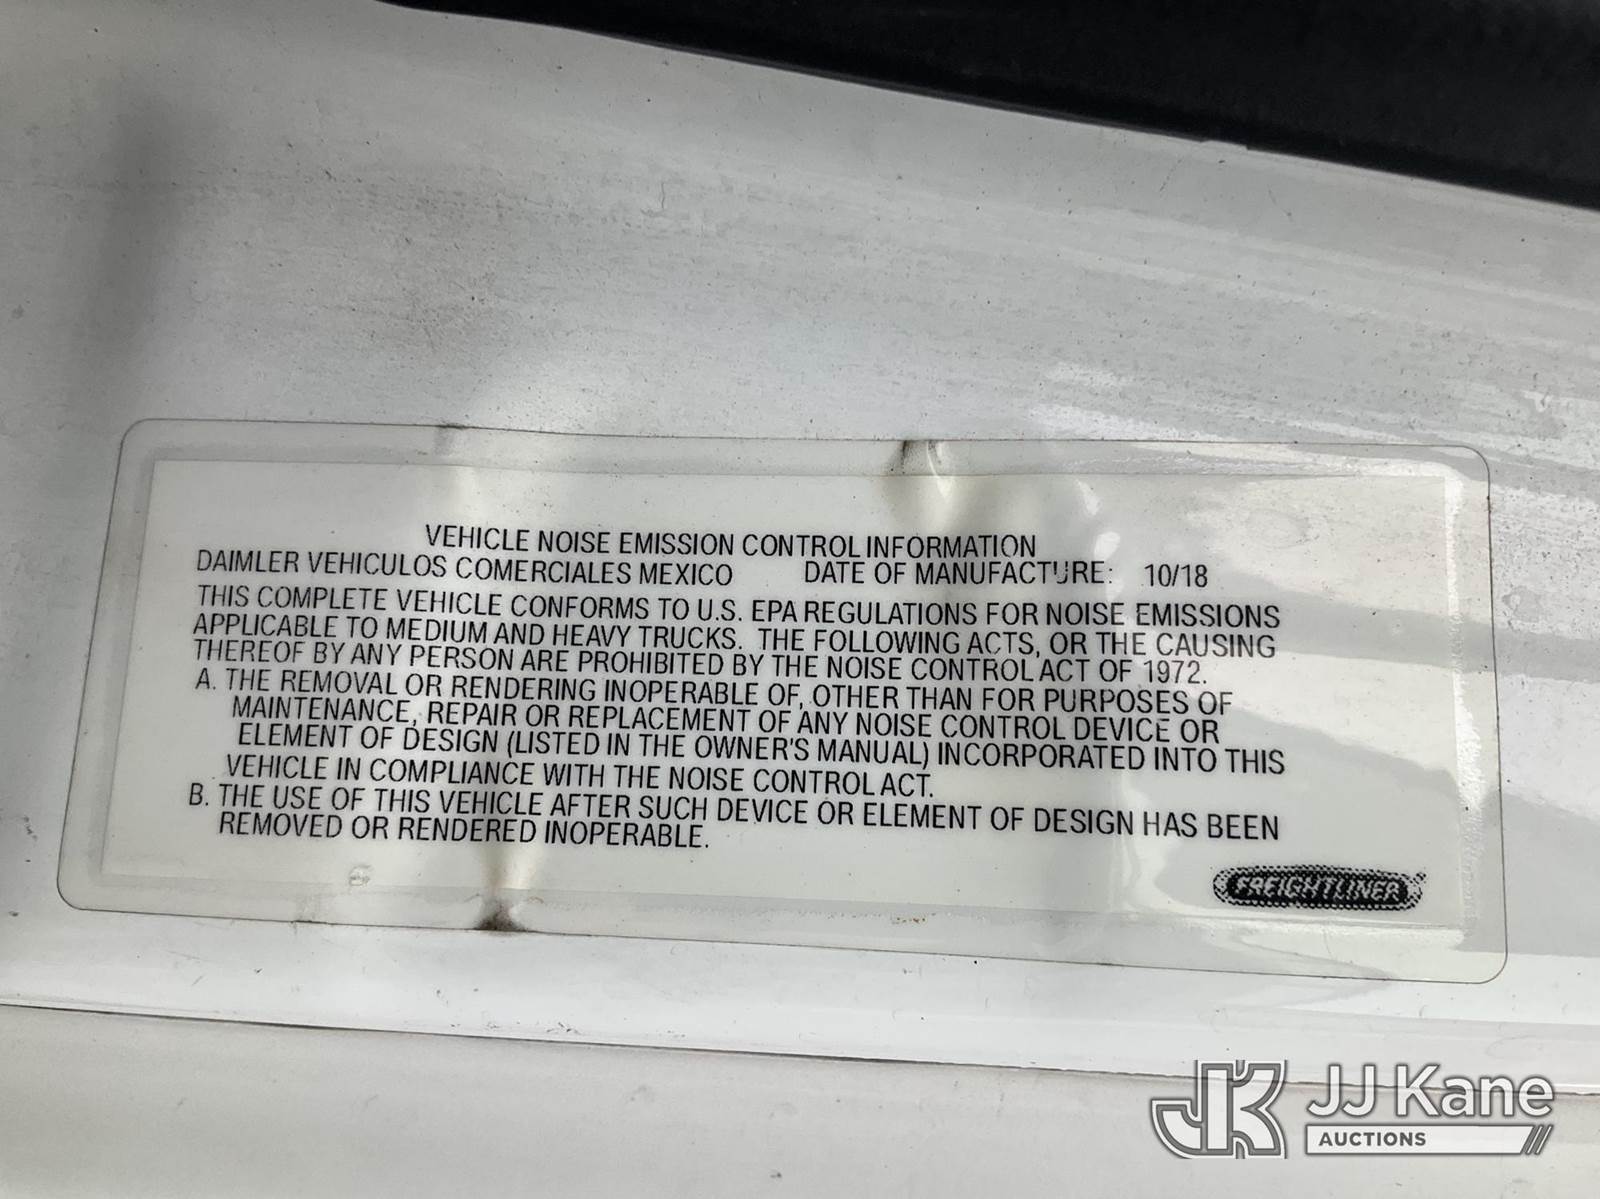 VEHICLE NOISE EMISSION CONTROL INFORMATION
DAIMLER VEHICULOS COMERCIALES MEXICO DATE OF MANUFACTURE: 10/18
THIS COMPLETE VEHICLE CONFORMS TO U.S. EPA REGULATIONS FOR NOISE EMISSIONS
APPLICABLE TO MEDIUM AND HEAVY TRUCKS. THE FOLLOWING ACTS, OR THE CAUSING
THEREOF BY ANY PERSON ARE PROHIBITED BY THE NOISE CONTROL ACT OF 1972.
A. THE REMOVAL OR RENDERING INOPERABLE OF, OTHER THAN FOR PURPOSES OF
MAINTENANCE, REPAIR OR REPLACEMENT OF ANY NOISE CONTROL DEVICE OR
ELEMENT OF DESIGN (LISTED IN THE OWNER'S MANUAL) INCORPORATED INTO THIS
VEHICLE IN COMPLIANCE WITH THE NOISE CONTROL ACT.
B. THE USE OF THIS VEHICLE AFTER SUCH DEVICE OR ELEMENT OF DESIGN HAS BEEN
REMOVED OR RENDERED INOPERABLE.
FREIGHTLINER
JK JJ Kane
AUCTIONS